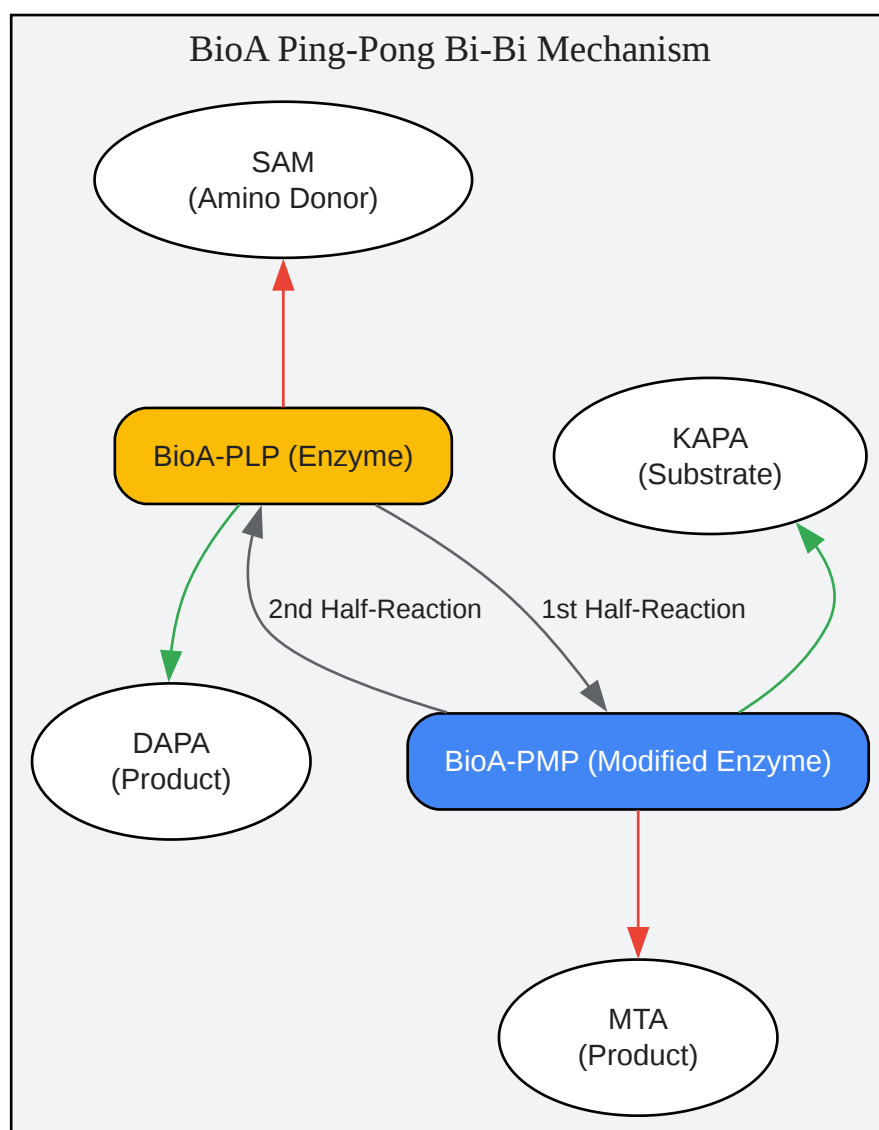 BioA Ping-Pong Bi-Bi Mechanism
SAM
(Amino Donor)
BioA-PLP (Enzyme)
KAPA
(Substrate)
2nd Half-Reaction
1st Half-Reaction
DAPA
(Product)
BioA-PMP (Modified Enzyme)
MTA
(Product)